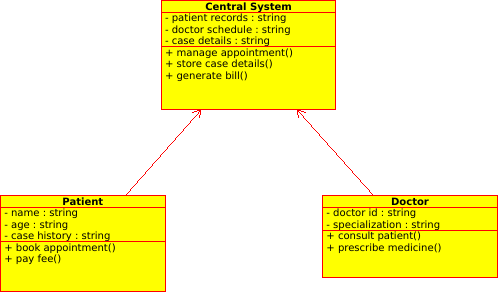 Central System
- patient records : string
- doctor schedule : string
- case details : string
+ manage appointment()
+ store case details()
+ generate bill()
Patient
- name : string
- age : string
- case history : string
+ book appointment()
+ pay fee()
Doctor
- doctor id : string
- specialization : string
+ consult patient()
+ prescribe medicine()